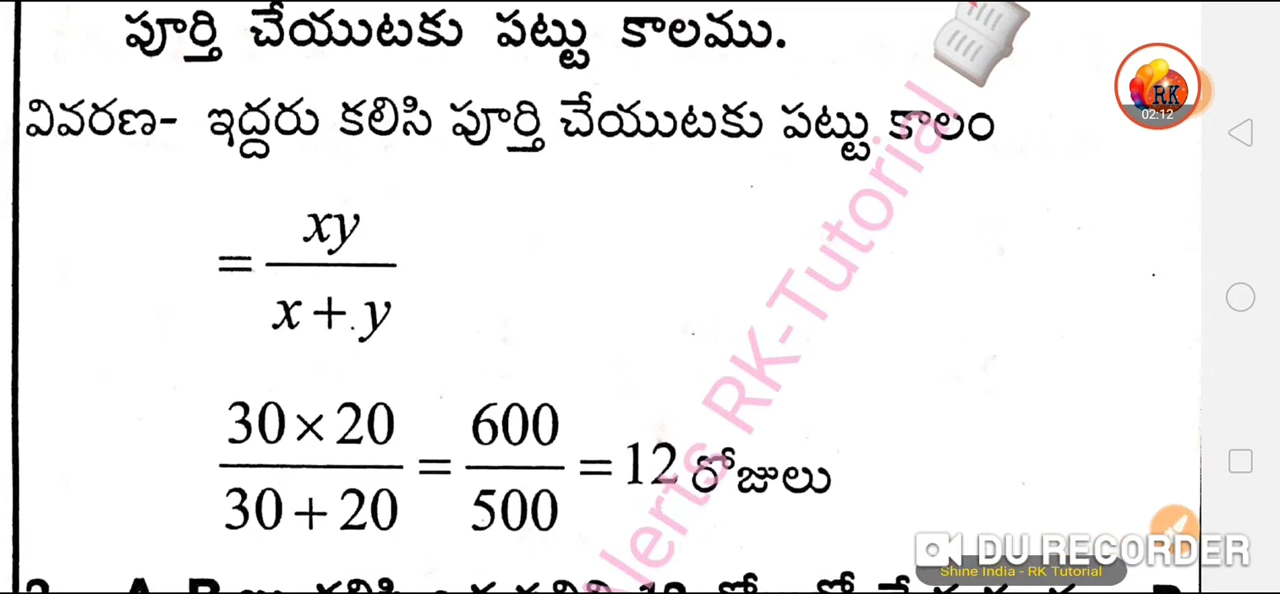 పూర్తి చేయుటకు పట్టు కాలము.
వివరణ- ఇద్దరు కలిసి పూర్తి చేయుటకు పట్టు కాలం
= xy / x + y
30 × 20 / 30 + 20 = 600 / 500 = 12 రోజులు
RK
02:12
Alerts RK-Tutorial
DU RECORDER
Shine India - RK Tutorial